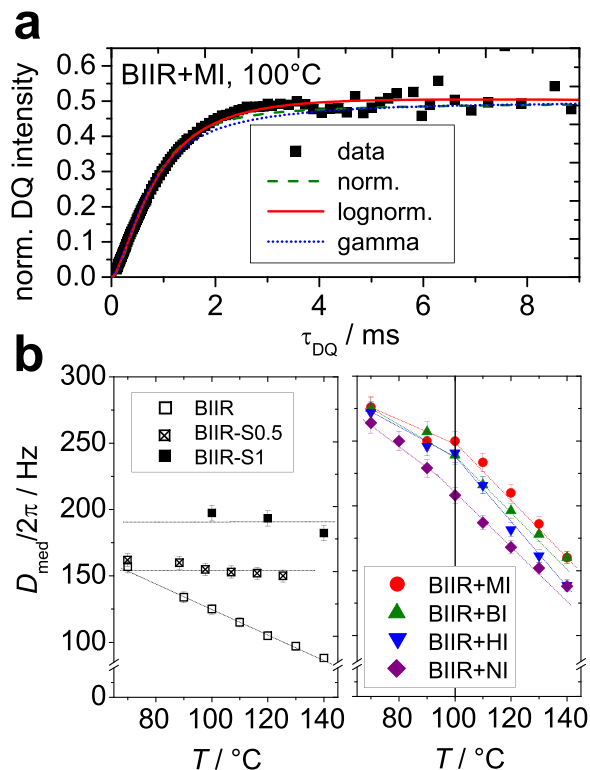 a
0.6
0.5
0.4
0.3
0.2
0.1
0.0
norm. DQ intensity
BIIR+MI, 100°C
data
norm.
lognorm.
gamma
0 2 4 6 8
τDQ / ms
b
300
250
200
150
100
0
Dmed/2π / Hz
BIIR
BIIR-S0.5
BIIR-S1
BIIR+MI
BIIR+BI
BIIR+HI
BIIR+NI
80 100 120 140
80 100 120 140
T / °C
T / °C